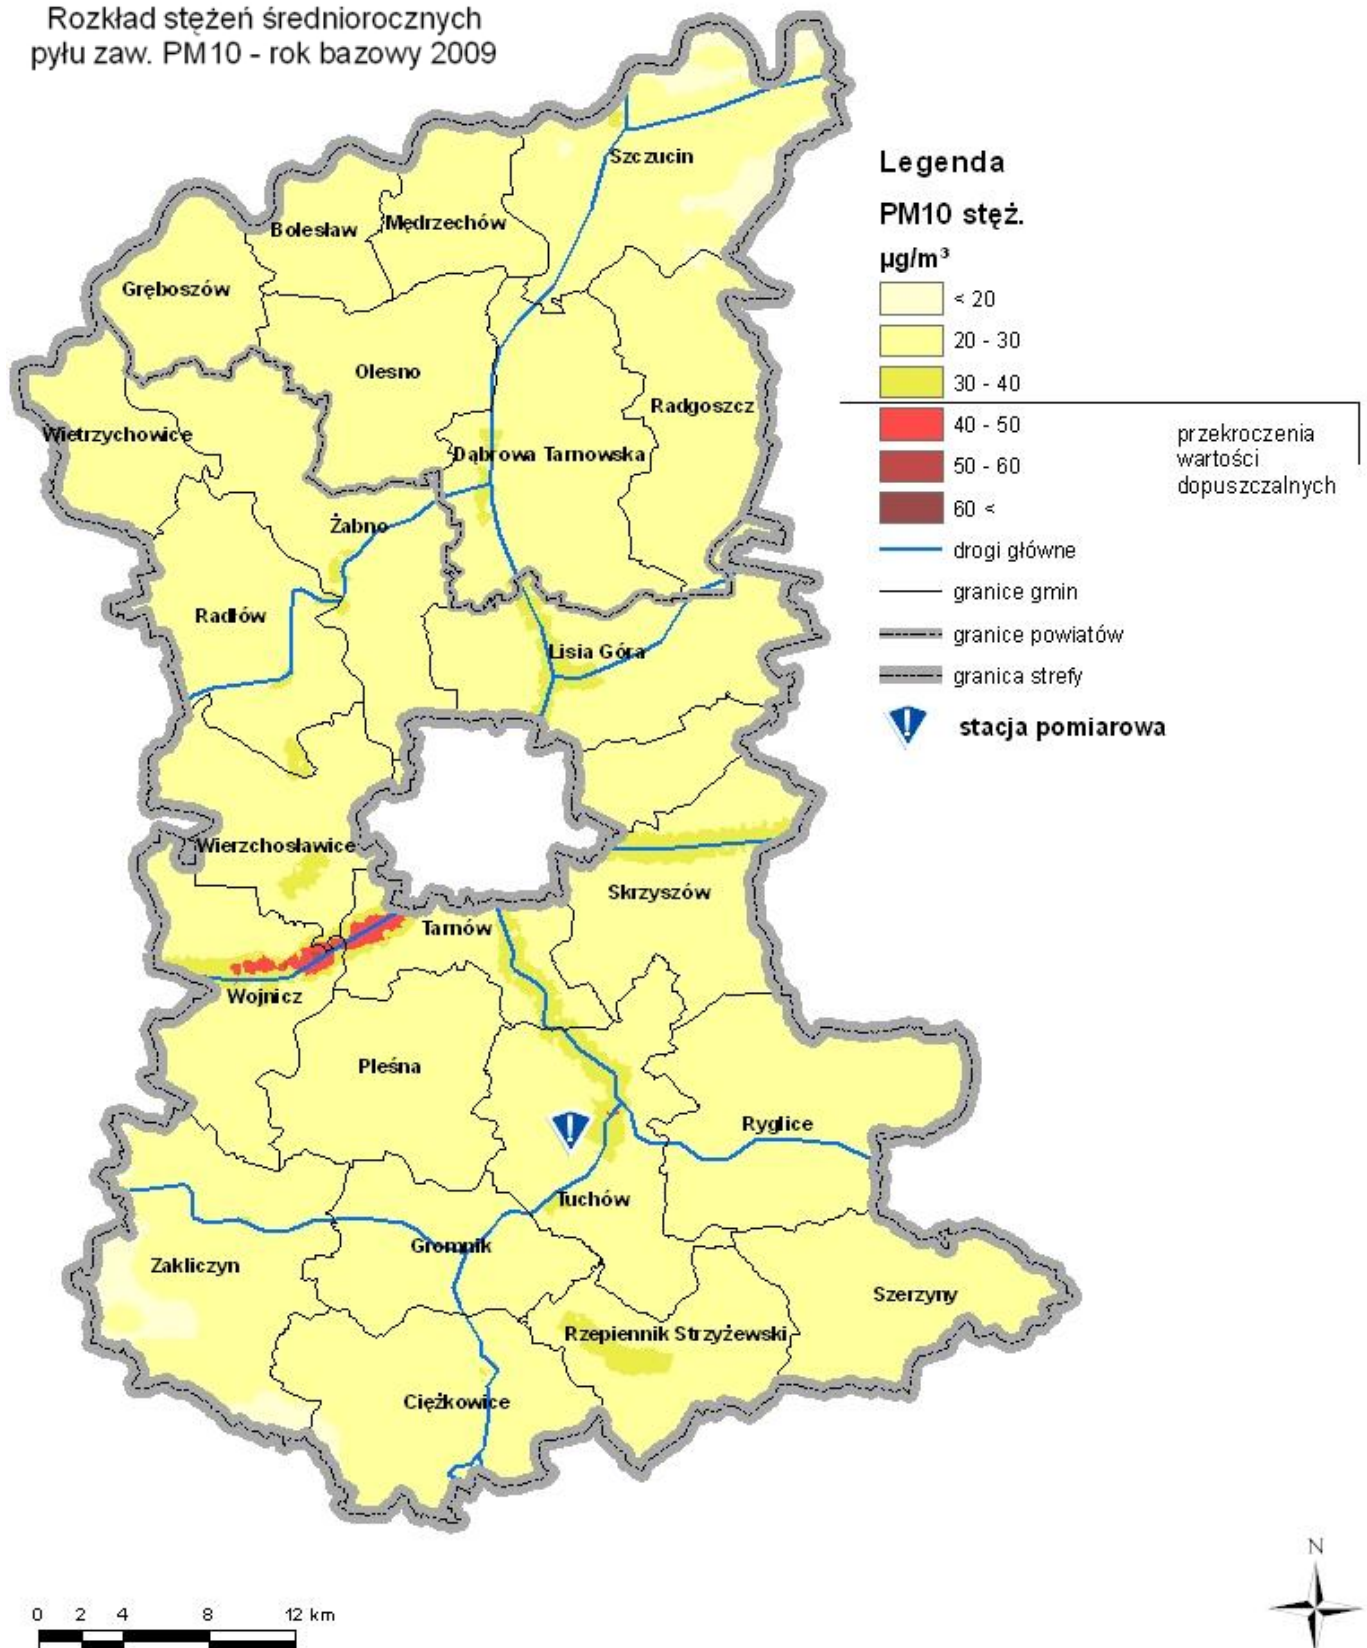 Rozkład stężeń średniorocznych
pyłu zaw. PM10 - rok bazowy 2009
Szczucin
Bolesław
Mędrzechów
Gręboszów
Olesno
Radgoszcz
Wietrzychowice
Dąbrowa Tarnowska
Żabno
Radłów
Lisia Góra
Wierzchosławice
Skrzyszów
Tarnów
Wojnicz
Pleśna
Ryglice
Tuchów
Gromnik
Zakliczyn
Szerzyny
Rzepiennik Strzyżewski
Ciężkowice
Legenda
PM10 stęż.
µg/m³
< 20
20 - 30
30 - 40
40 - 50
50 - 60
60 <
przekroczenia
wartości
dopuszczalnych
drogi główne
granice gmin
granice powiatów
granica strefy
stacja pomiarowa
0 2 4 8 12 km
N